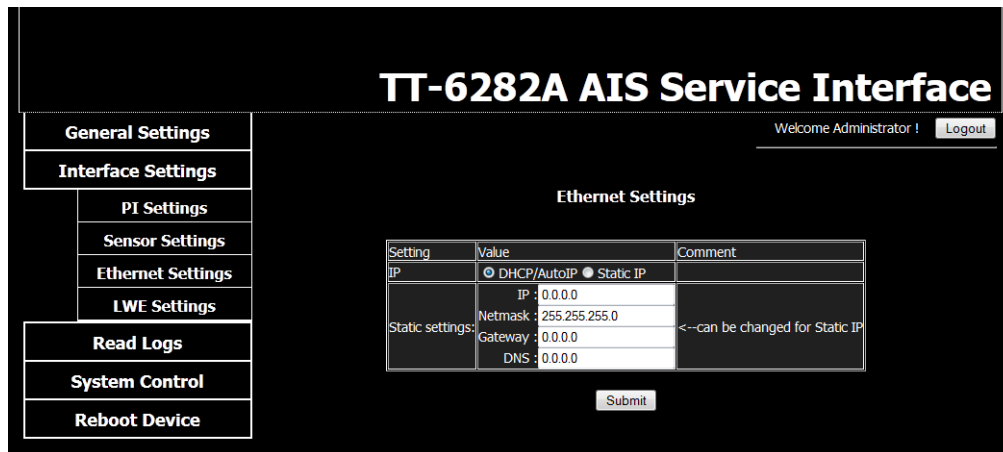 TT-6282A AIS Service Interface
Welcome Administrator ! Logout
General Settings
Interface Settings
PI Settings
Sensor Settings
Ethernet Settings
LWE Settings
Read Logs
System Control
Reboot Device
Ethernet Settings
Setting Value Comment
IP DHCP/AutoIP Static IP
Static settings:
IP : 0.0.0.0
Netmask : 255.255.255.0
Gateway : 0.0.0.0
DNS : 0.0.0.0
<--can be changed for Static IP
Submit